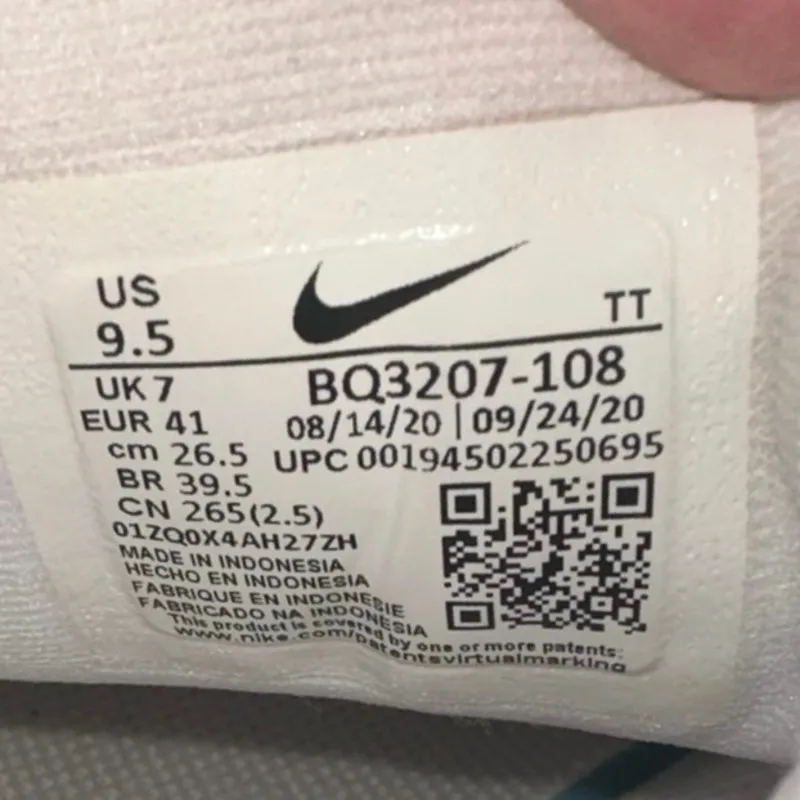 US
9.5
TT
UK 7
BQ3207-108
EUR 41
08/14/20 | 09/24/20
cm 26.5
UPC 00194502250695
BR 39.5
CN 265(2.5)
01ZQ0X4AH27ZH
MADE IN INDONESIA
HECHO EN INDONESIA
FABRIQUE EN INDONESIE
FABRICADO NA INDONESIA
This product is covered by one or more patents:
www.nike.com/patentsvirtualmarking